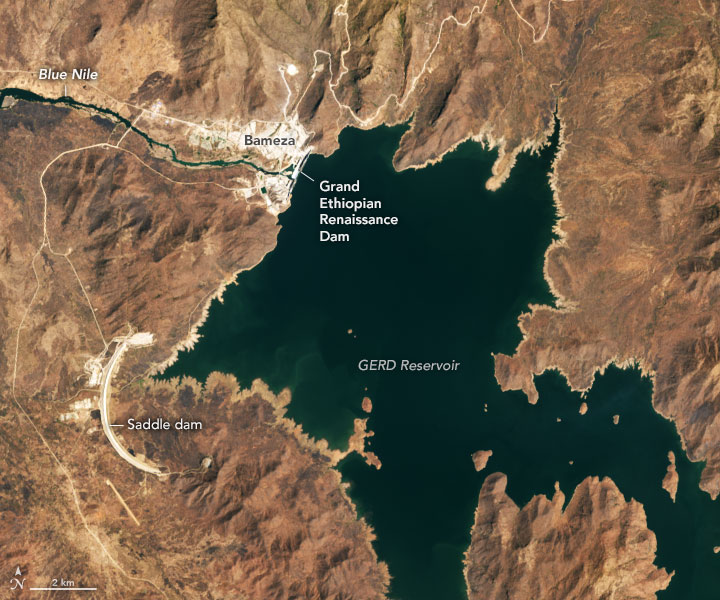 Blue Nile
Bameza
Grand
Ethiopian
Renaissance
Dam
GERD Reservoir
Saddle dam
N
2 km